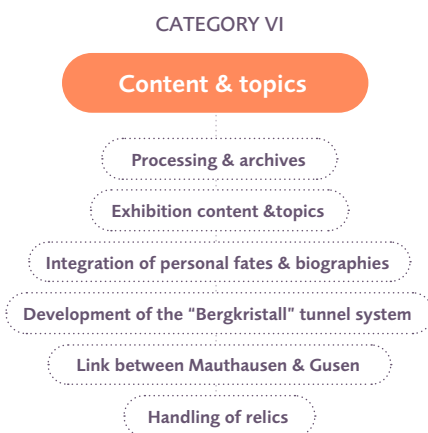 CATEGORY VI
Content & topics
Processing & archives
Exhibition content &topics
Integration of personal fates & biographies
Development of the “Bergkristall” tunnel system
Link between Mauthausen & Gusen
Handling of relics